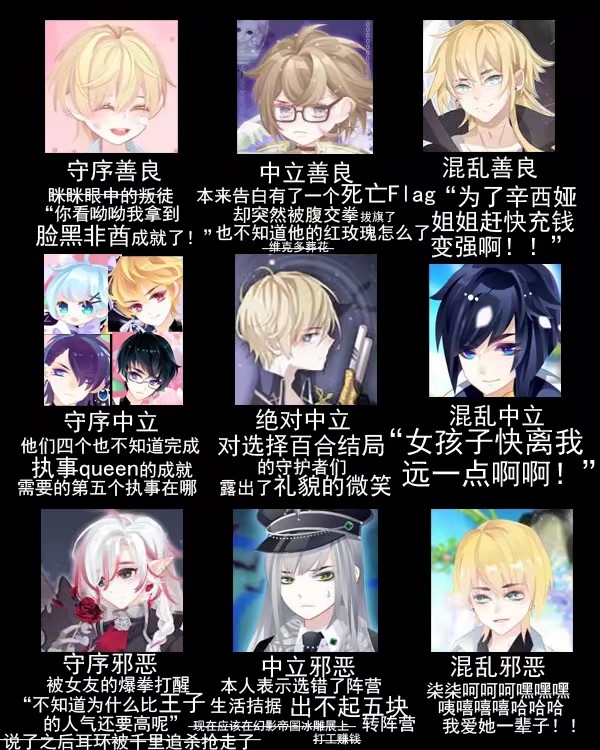 守序善良
眯眯眼中的叛徒
“你看呦呦我拿到
脸黑非酋成就了！”
中立善良
本来告白有了一个死亡Flag
却突然被腹交拳拨旗了
也不知道他的红玫瑰怎么了
维克多葬花
混乱善良
“为了辛西娅
姐姐赶快充钱
变强啊！！”
守序中立
他们四个也不知道完成
执事queen的成就
需要的第五个执事在哪
绝对中立
对选择百合结局
的守护者们
露出了礼貌的微笑
混乱中立
“女孩子快离我
远一点啊啊！”
守序邪恶
被女友的爆拳打醒
“不知道为什么比王子
的人气还要高呢”
说了之后耳环被千里追杀抢走了
中立邪恶
本人表示选错了阵营
生活拮据 出不起五块
转阵营
现在应该在幻影帝国冰雕展上
打工赚钱
混乱邪恶
柒柒呵呵呵嘿嘿嘿
咦嘻嘻嘻哈哈哈
我爱她一辈子！！